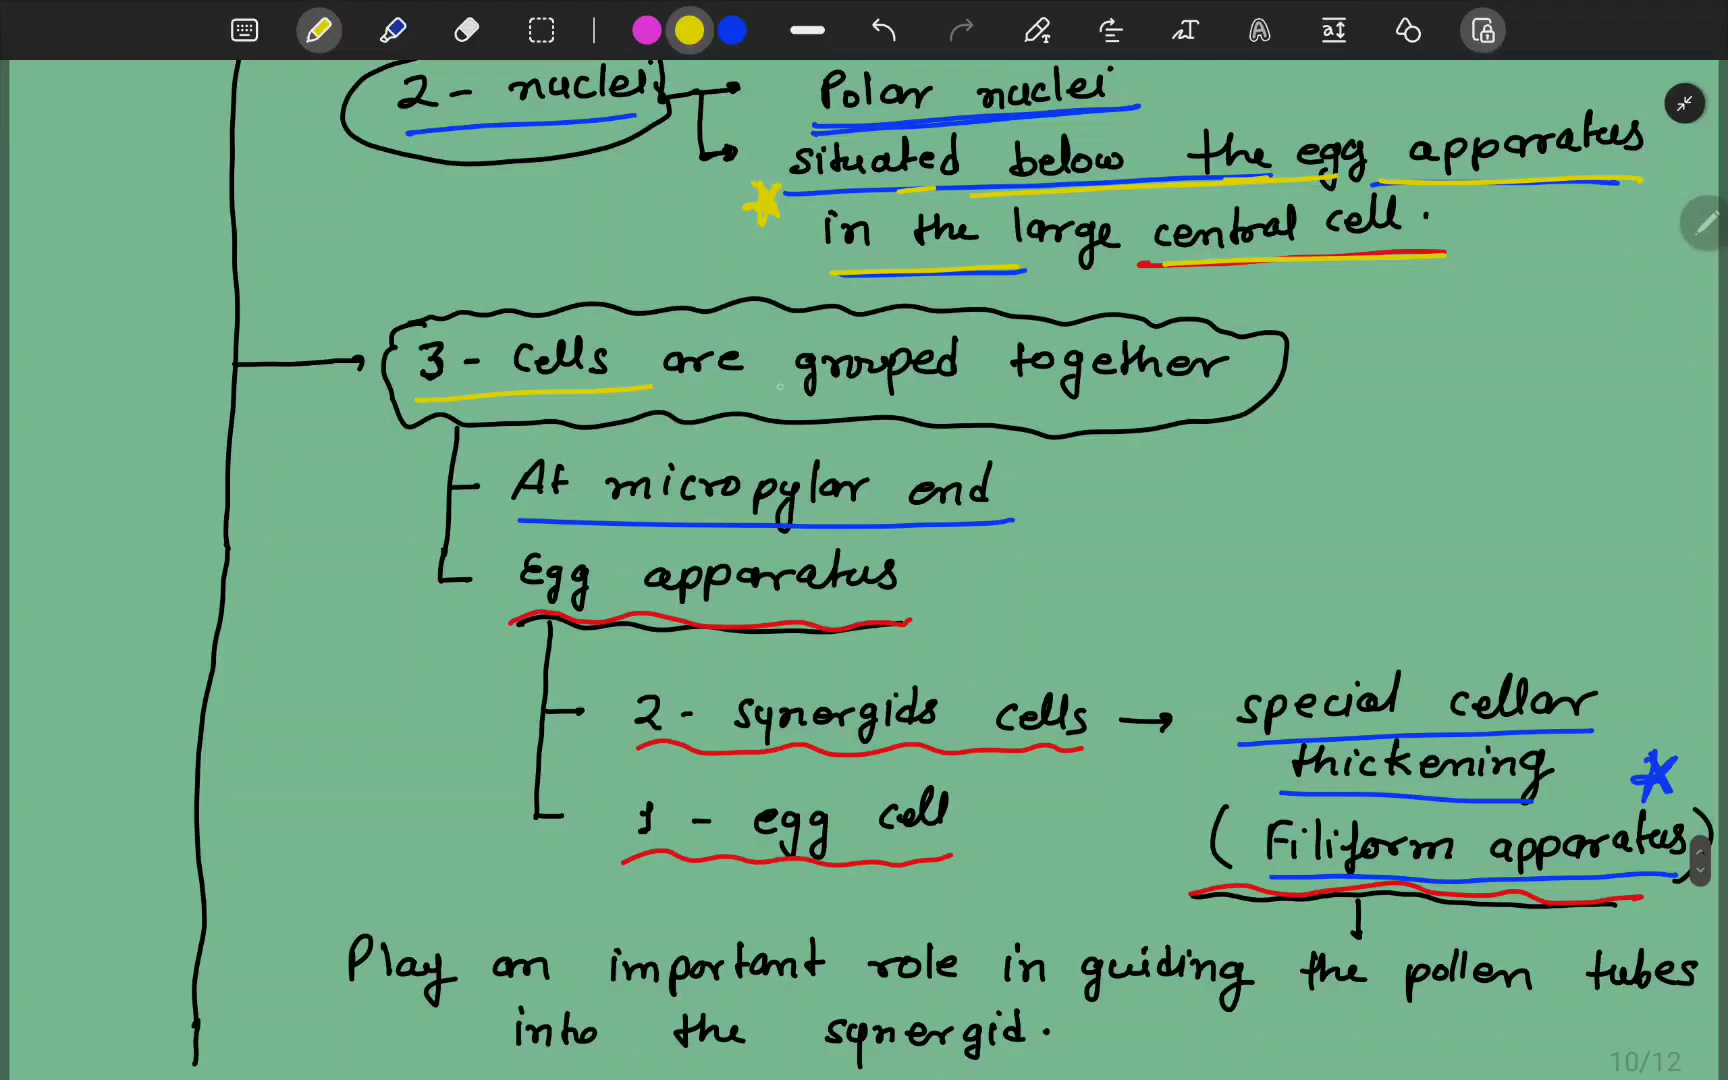 2 - nuclei → Polar nuclei
situated below the egg apparatus
in the large central cell.
3 - cells are grouped together
At micropylar end
Egg apparatus
2 - synergids cells → special cellar
thickening
(Filiform apparatus)
1 - egg cell
Play an important role in guiding the pollen tubes
into the synergid.
10/12